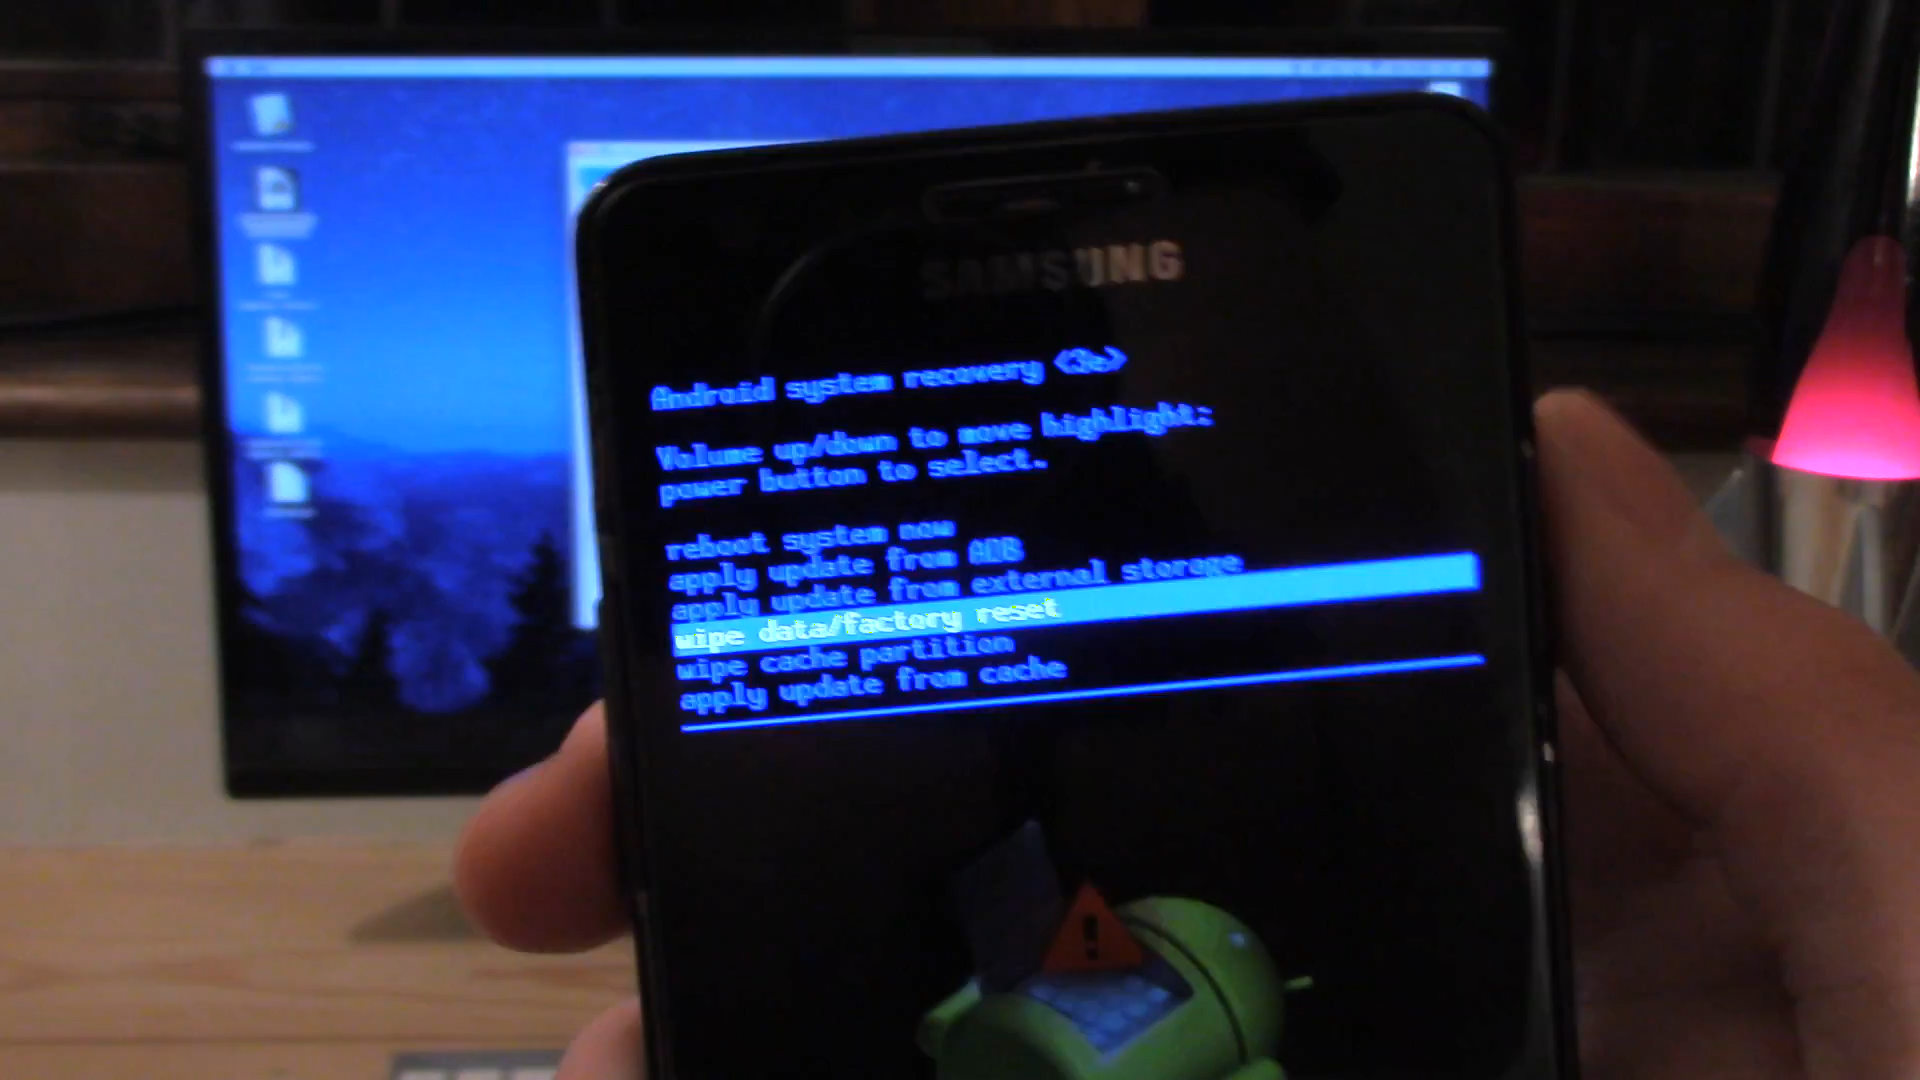 SAMSUNG
Android system recovery <3e>
Volume up/down to move highlight;
power button to select.
reboot system now
apply update from ADB
apply update from external storage
wipe data/factory reset
wipe cache partition
apply update from cache